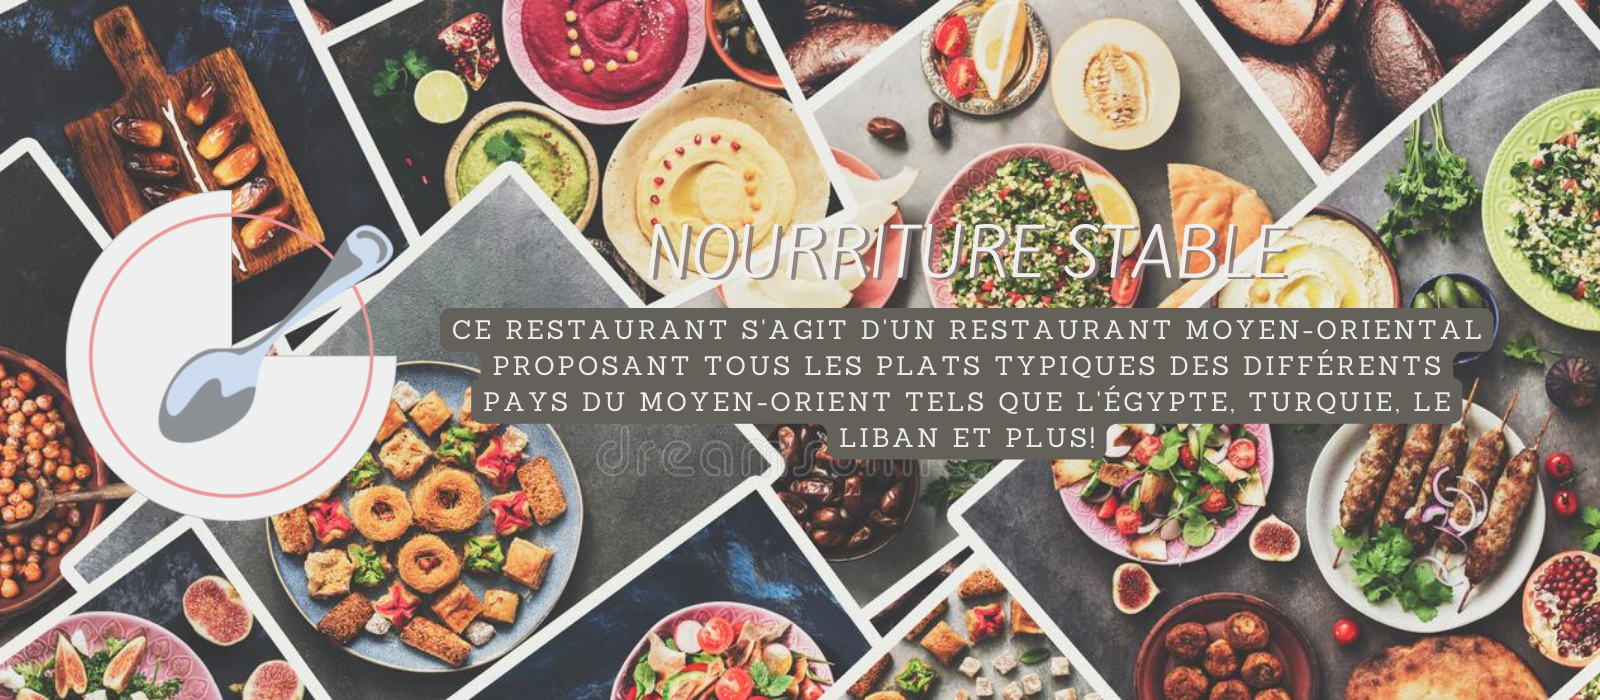 NOURRITURE STABLE
CE RESTAURANT S'AGIT D'UN RESTAURANT MOYEN-ORIENTAL
PROPOSANT TOUS LES PLATS TYPIQUES DES DIFFÉRENTS
PAYS DU MOYEN-ORIENT TELS QUE L'ÉGYPTE, TURQUIE, LE
LIBAN ET PLUS!
dreamstime